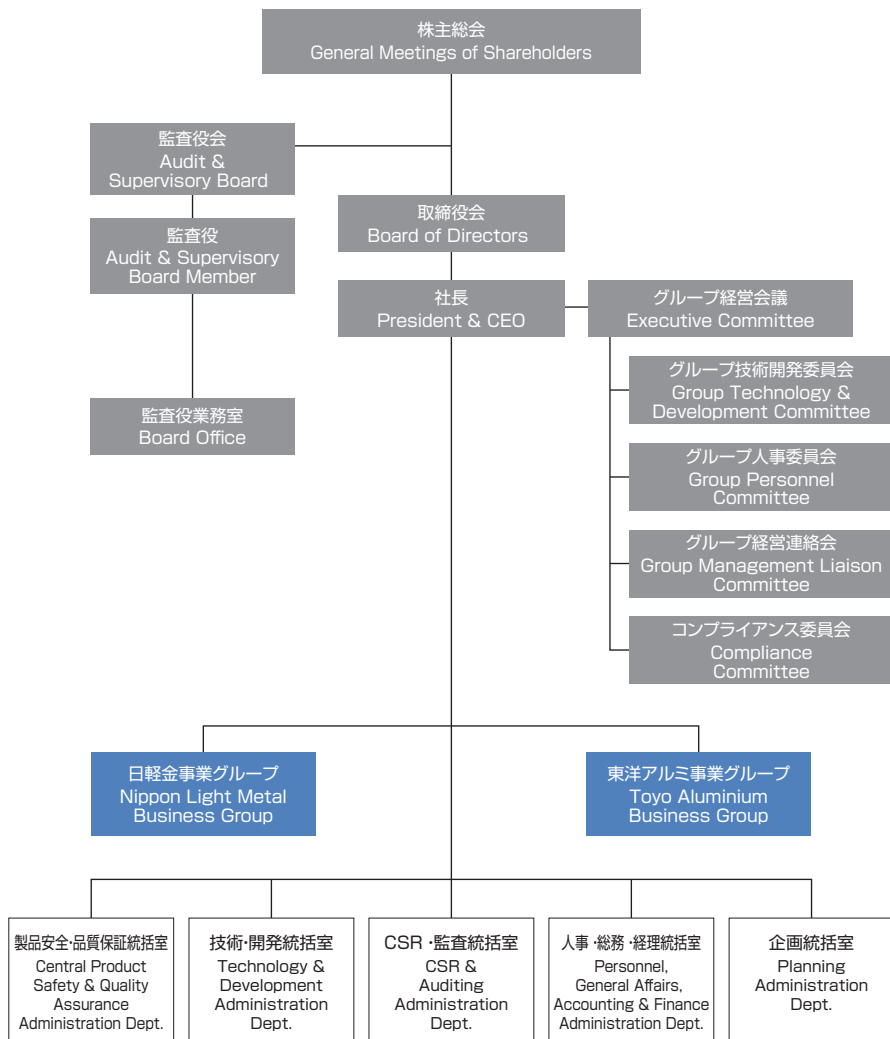 株主総会
General Meetings of Shareholders
監査役会
Audit &
Supervisory Board
取締役会
Board of Directors
監査役
Audit & Supervisory
Board Member
社長
President & CEO
グループ経営会議
Executive Committee
グループ技術開発委員会
Group Technology &
Development Committee
監査役業務室
Board Office
グループ人事委員会
Group Personnel
Committee
グループ経営連絡会
Group Management Liaison
Committee
コンプライアンス委員会
Compliance
Committee
日軽金事業グループ
Nippon Light Metal
Business Group
東洋アルミ事業グループ
Toyo Aluminium
Business Group
製品安全・品質保証統括室
Central Product
Safety & Quality
Assurance
Administration Dept.
技術・開発統括室
Technology &
Development
Administration
Dept.
CSR・監査統括室
CSR &
Auditing
Administration
Dept.
人事・総務・経理統括室
Personnel,
General Affairs,
Accounting & Finance
Administration Dept.
企画統括室
Planning
Administration
Dept.